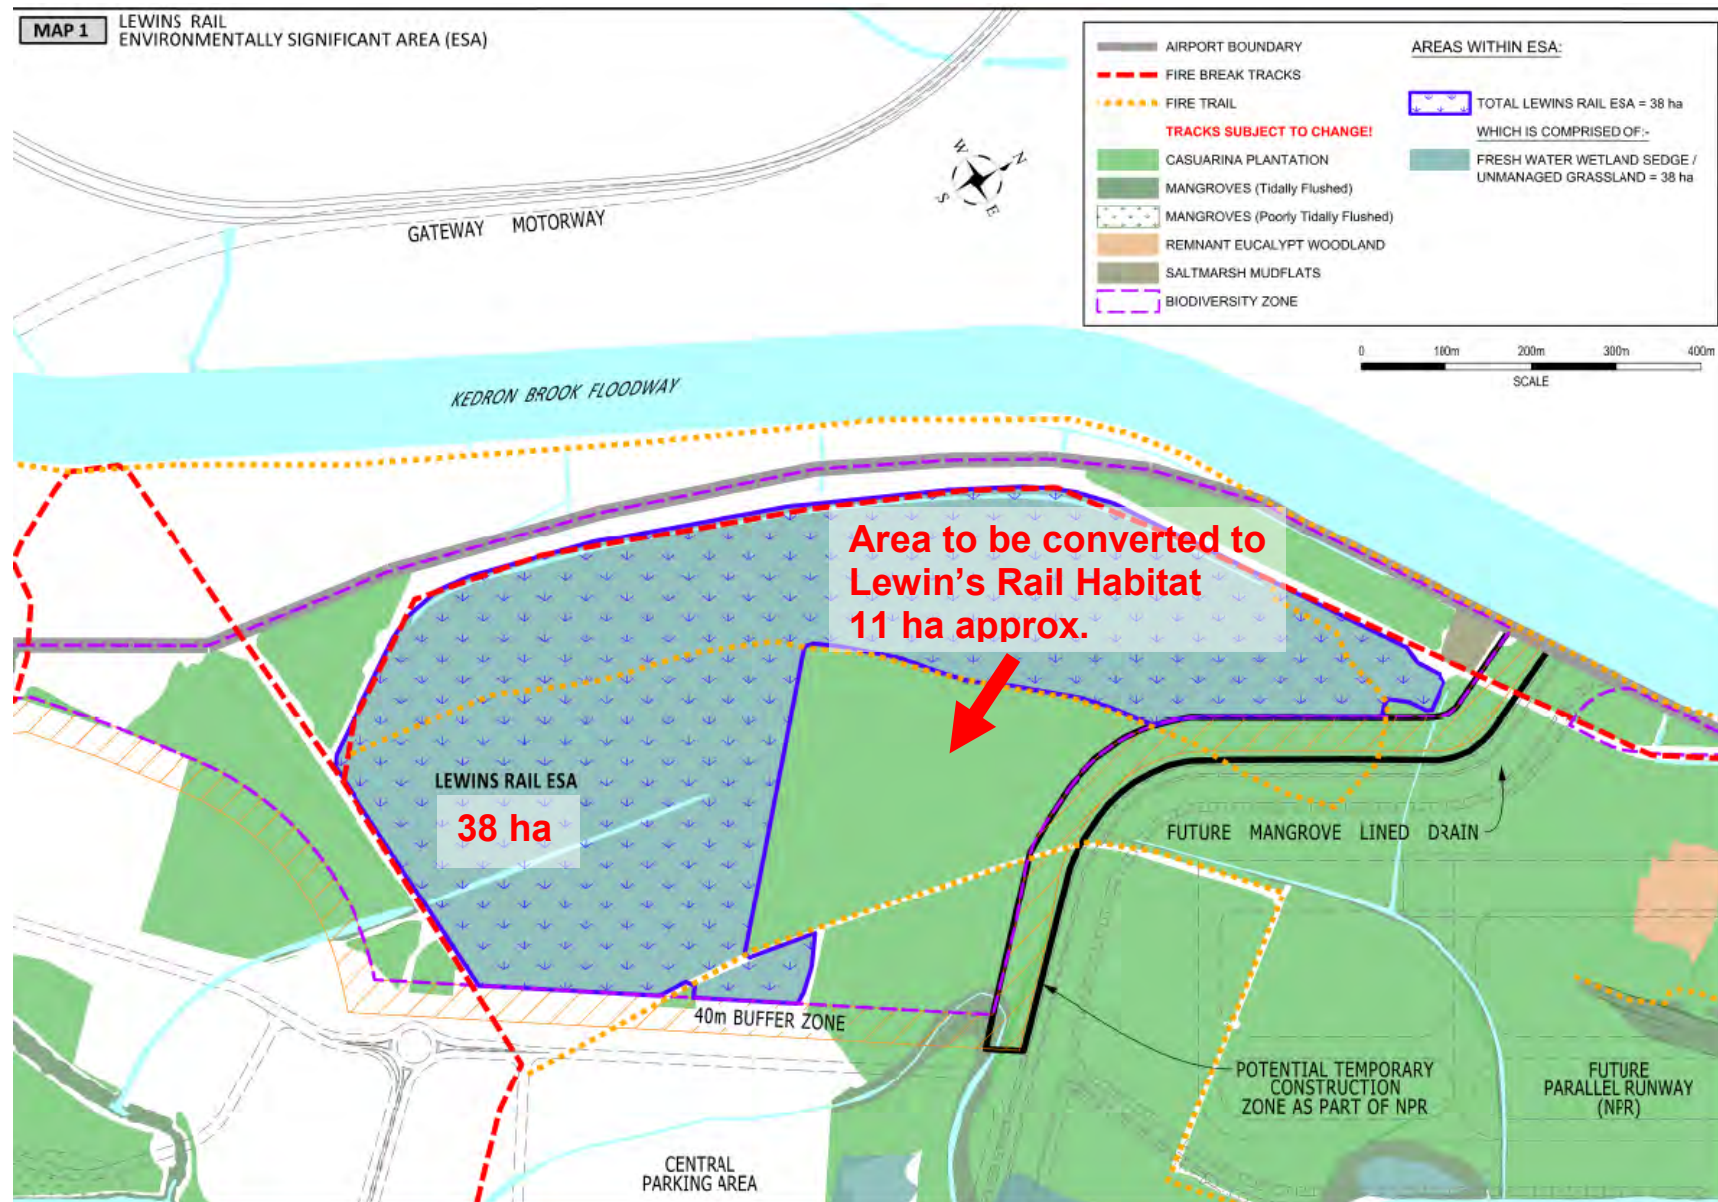 MAP 1
LEWINS RAIL
ENVIRONMENTALLY SIGNIFICANT AREA (ESA)
AIRPORT BOUNDARY
FIRE BREAK TRACKS
FIRE TRAIL
TRACKS SUBJECT TO CHANGE!
CASUARINA PLANTATION
MANGROVES (Tidally Flushed)
MANGROVES (Poorly Tidally Flushed)
REMNANT EUCALYPT WOODLAND
SALTMARSH MUDFLATS
BIODIVERSITY ZONE
AREAS WITHIN ESA:
TOTAL LEWINS RAIL ESA = 38 ha
WHICH IS COMPRISED OF:-
FRESH WATER WETLAND SEDGE /
UNMANAGED GRASSLAND = 38 ha
W
N
S
E
GATEWAY MOTORWAY
0 100m 200m 300m 400m
SCALE
KEDRON BROOK FLOODWAY
Area to be converted to
Lewin's Rail Habitat
11 ha approx.
LEWINS RAIL ESA
38 ha
FUTURE MANGROVE LINED DRAIN
40m BUFFER ZONE
POTENTIAL TEMPORARY
CONSTRUCTION
ZONE AS PART OF NPR
FUTURE
PARALLEL RUNWAY
(NPR)
CENTRAL
PARKING AREA